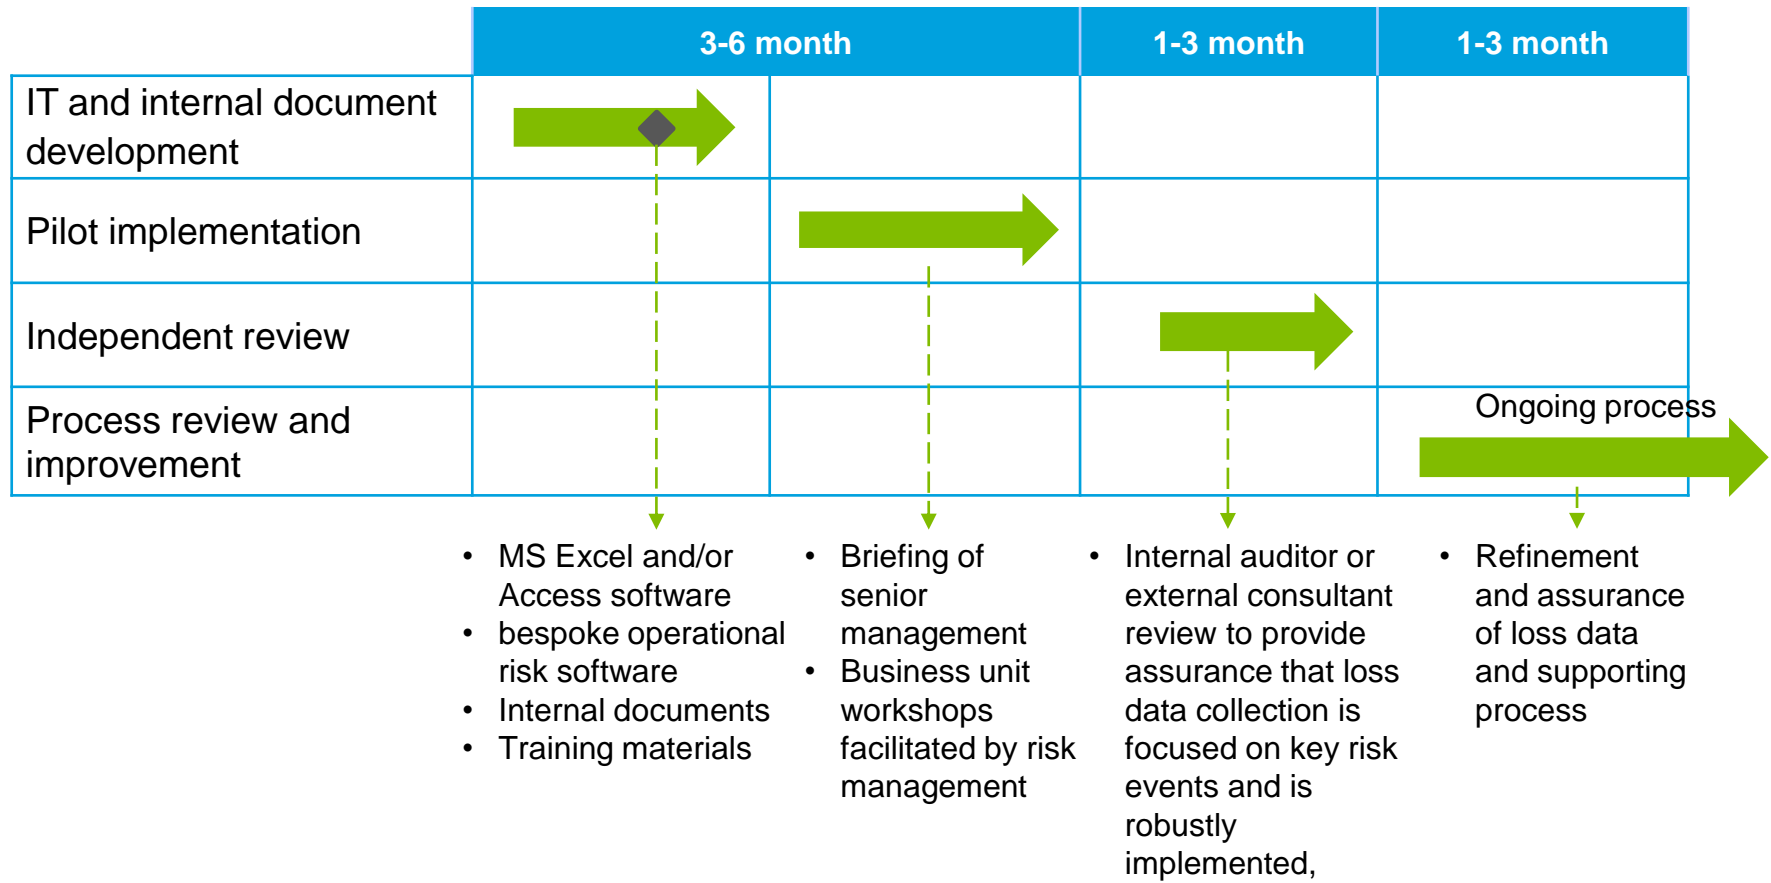 3-6 month
1-3 month
1-3 month
IT and internal document
development
Pilot implementation
Independent review
Process review and
improvement
Ongoing process
• MS Excel and/or
Access software
• bespoke operational
risk software
• Internal documents
• Training materials
• Briefing of
senior
management
• Business unit
workshops
facilitated by risk
management
• Internal auditor or
external consultant
review to provide
assurance that loss
data collection is
focused on key risk
events and is
robustly
implemented,
• Refinement
and assurance
of loss data
and supporting
process